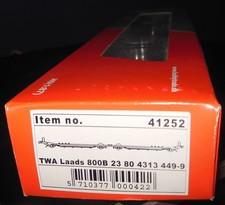 Item no.
41252
TWA Laads 800B 23 80 4313 449-9
5 710377 000422